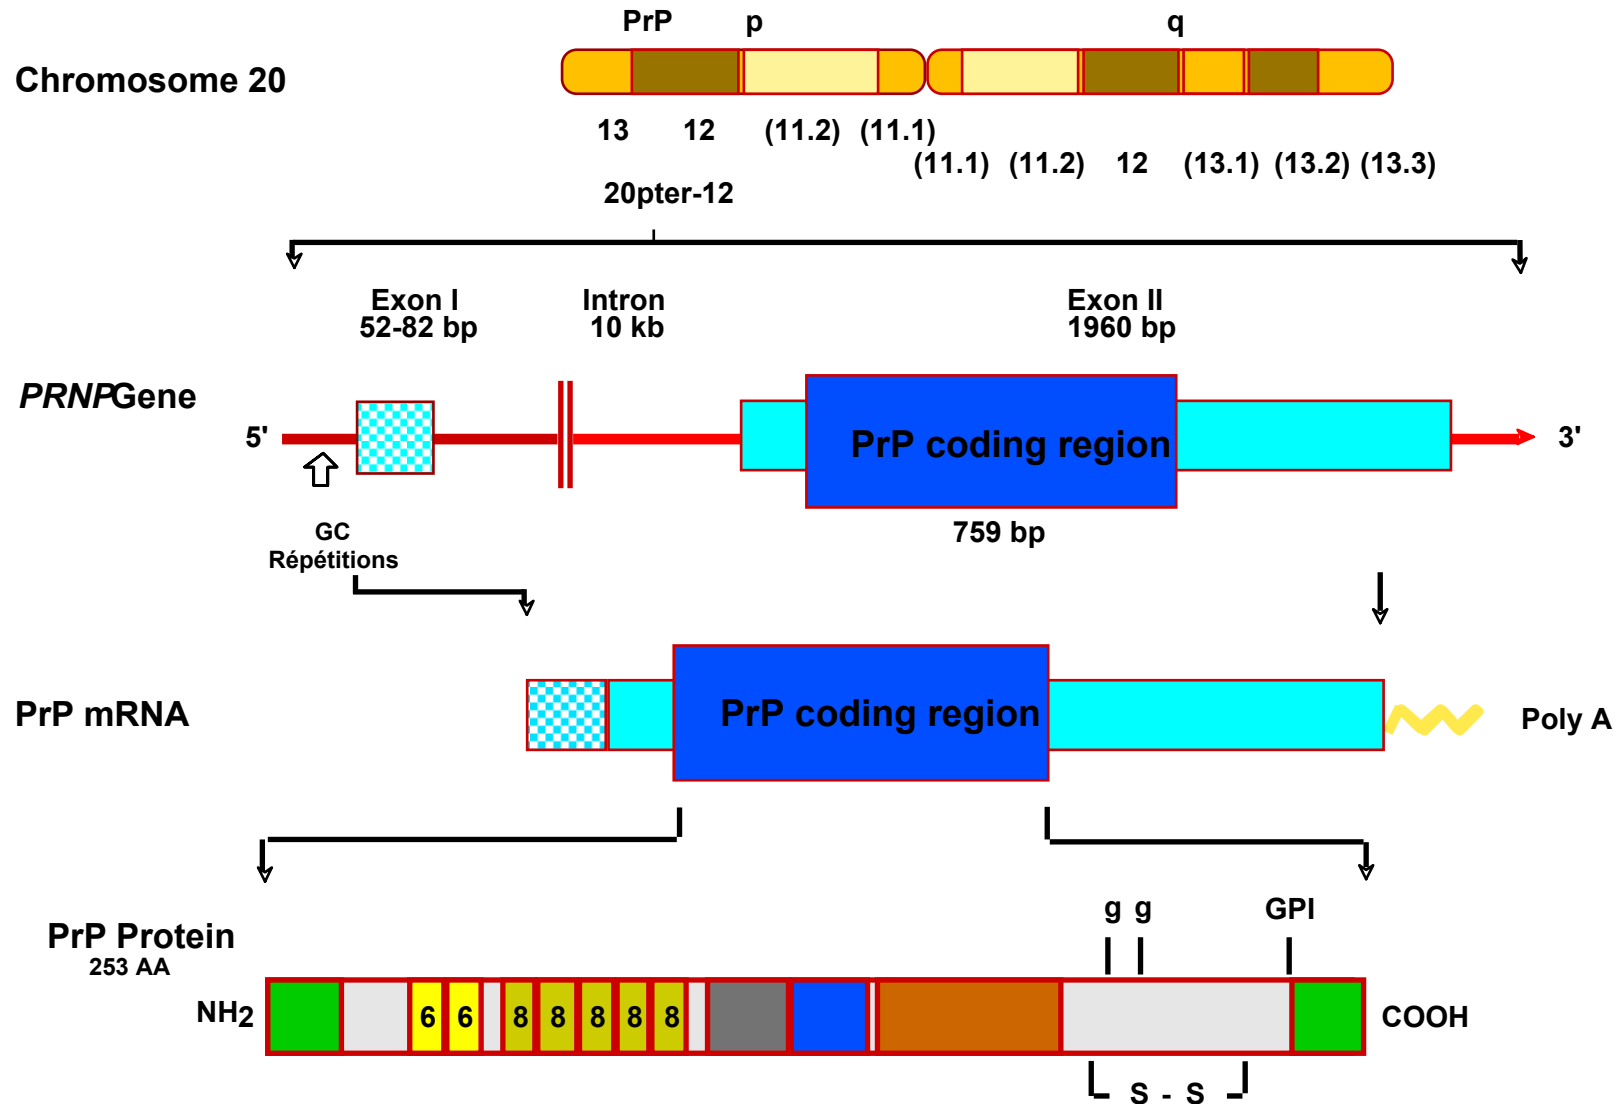 PrP p q
Chromosome 20
13 12 (11.2) (11.1)
(11.1) (11.2) 12 (13.1) (13.2) (13.3)
20pter-12
Exon I Intron Exon II
52-82 bp 10 kb 1960 bp
PRNPGene
5' PrP coding region 3'
759 bp
GC
Répétitions
PrP mRNA PrP coding region Poly A
g g GPI
PrP Protein
253 AA
NH2 6 6 8 8 8 8 8 COOH
S - S